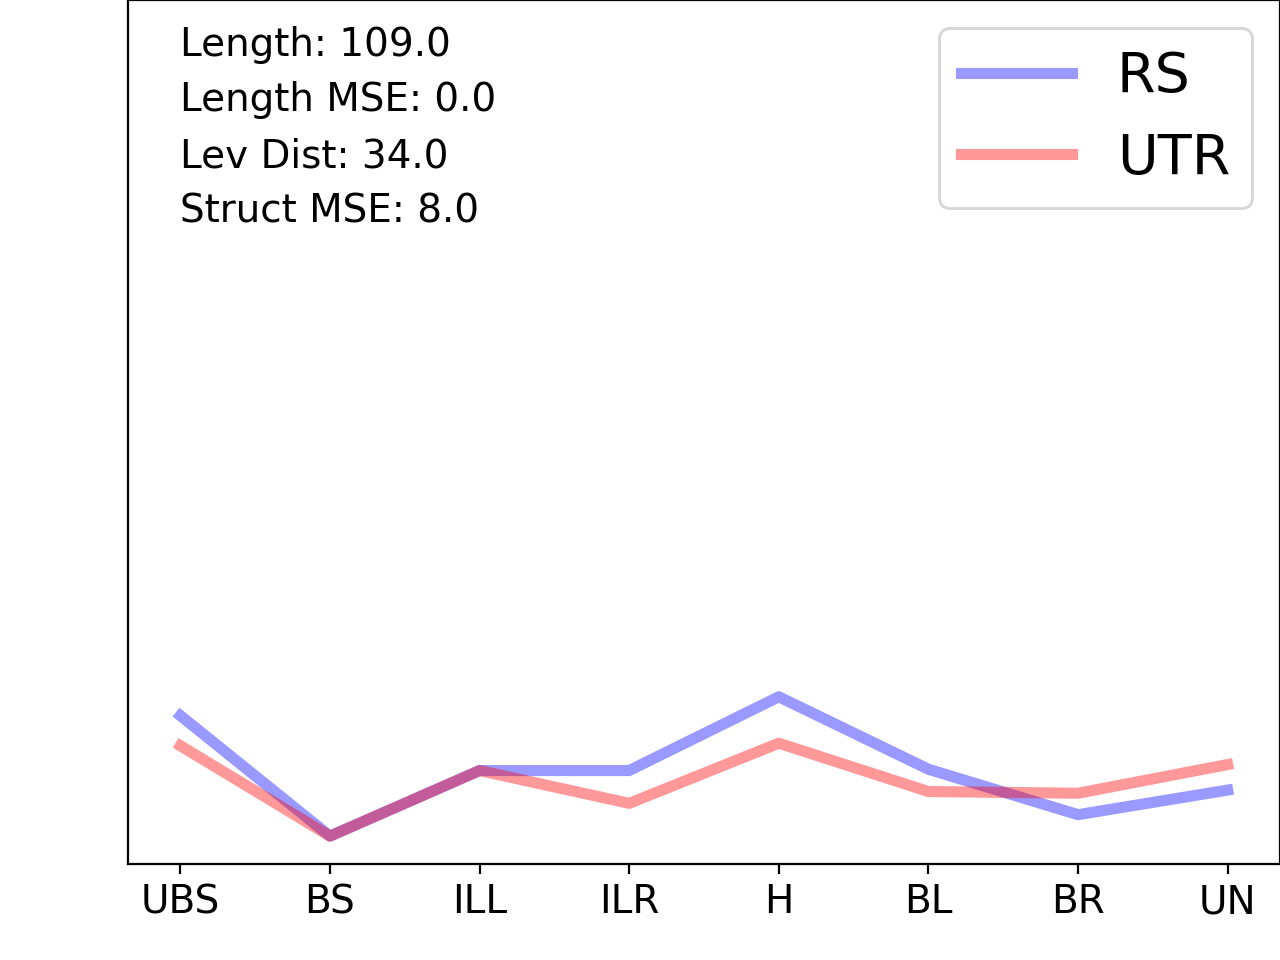 Length: 109.0
Length MSE: 0.0
Lev Dist: 34.0
Struct MSE: 8.0
RS
UTR
UBS BS ILL ILR H BL BR UN